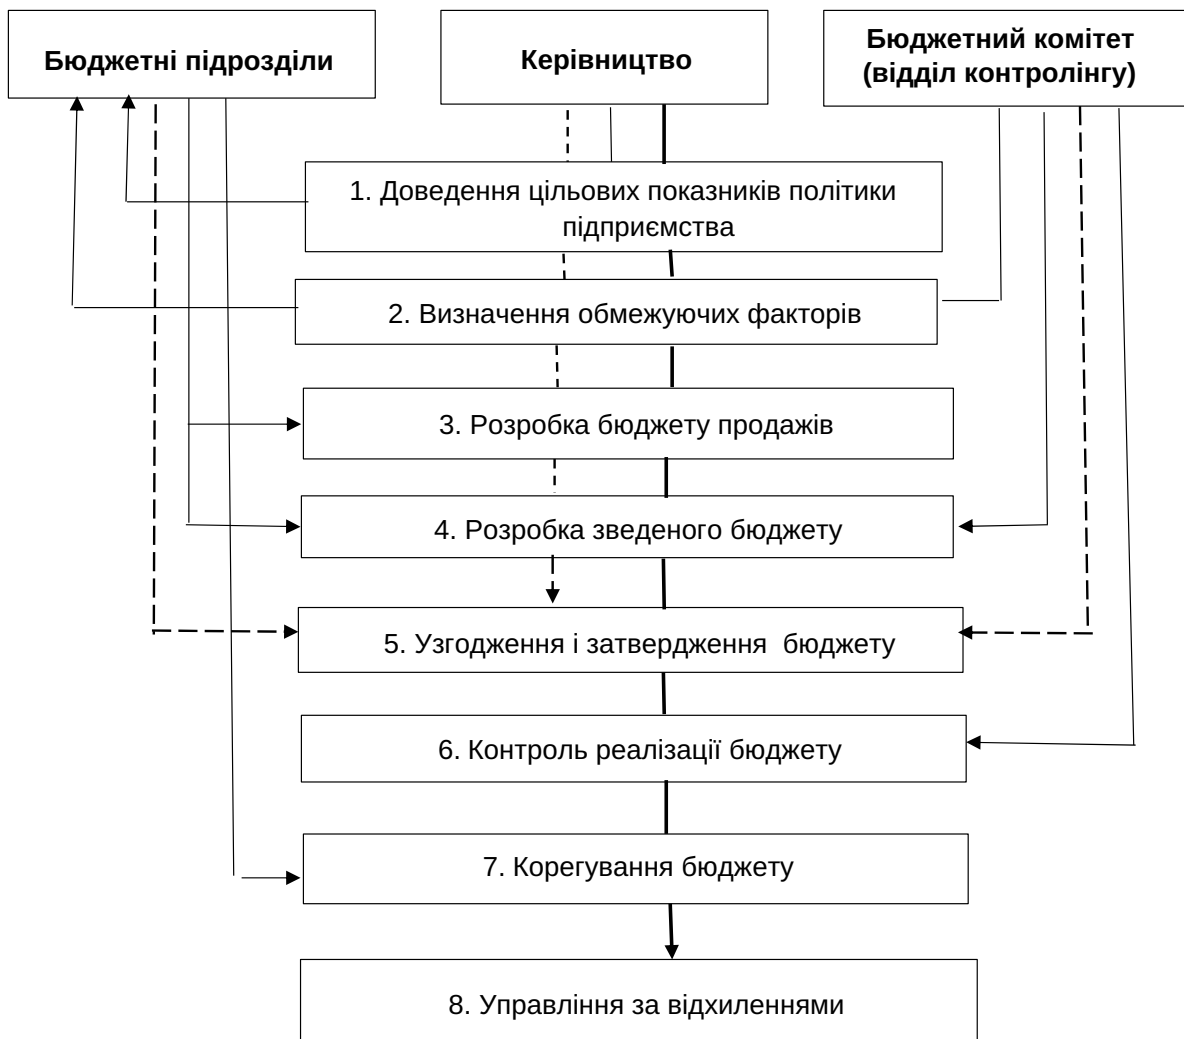 Бюджетні підрозділи
Керівництво
Бюджетний комітет
(відділ контролінгу)
1. Доведення цільових показників політики
підприємства
2. Визначення обмежуючих факторів
3. Розробка бюджету продажів
4. Розробка зведеного бюджету
5. Узгодження і затвердження  бюджету
6. Контроль реалізації бюджету
7. Корегування бюджету
8. Управління за відхиленнями